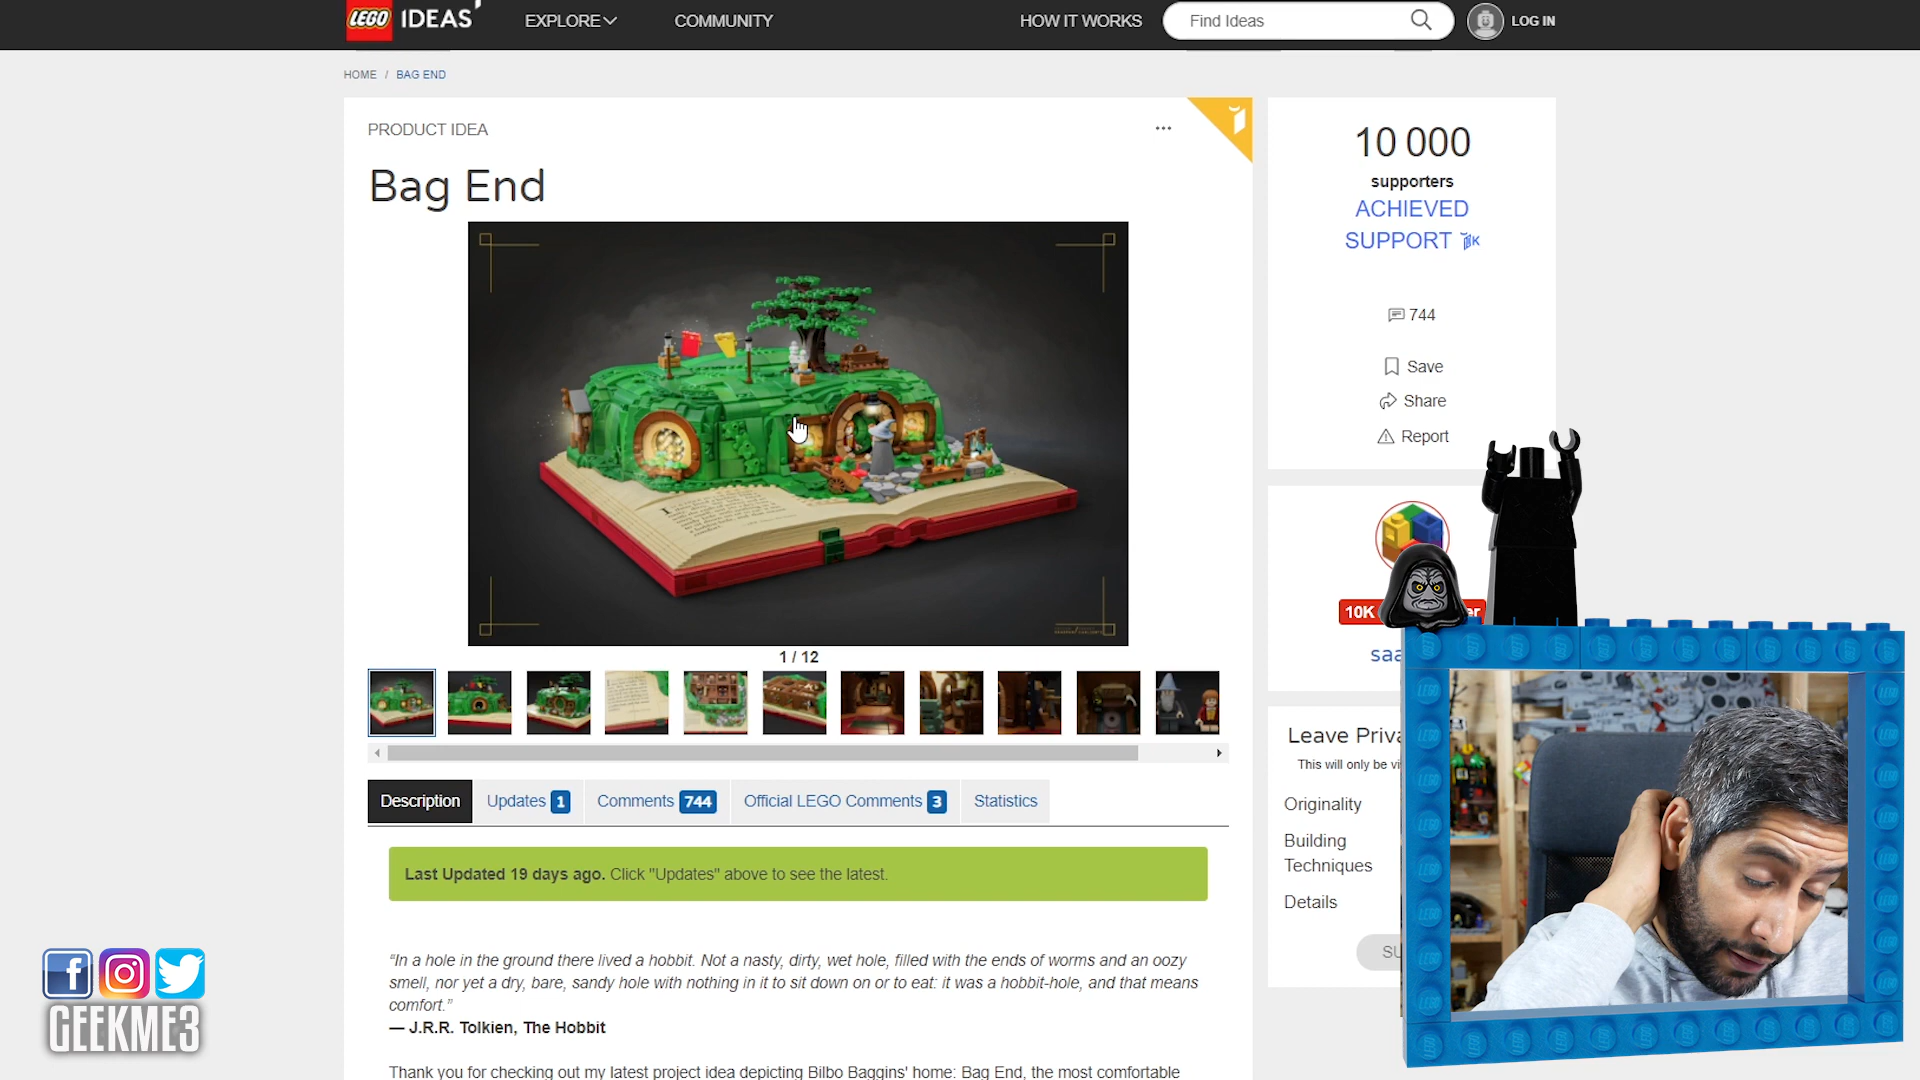 LEGO IDEAS
EXPLORE
COMMUNITY
HOW IT WORKS
Find Ideas
LOG IN
HOME / BAG END
PRODUCT IDEA
Bag End
1 / 12
Description
Updates 1
Comments 744
Official LEGO Comments 3
Statistics
Last Updated 19 days ago. Click "Updates" above to see the latest.
“In a hole in the ground there lived a hobbit. Not a nasty, dirty, wet hole, filled with the ends of worms and an oozy
smell, nor yet a dry, bare, sandy hole with nothing in it to sit down on or to eat: it was a hobbit-hole, and that means
comfort.”
— J.R.R. Tolkien, The Hobbit
Thank you for checking out my latest project idea depicting Bilbo Baggins' home: Bag End, the most comfortable
10 000
supporters
ACHIEVED
SUPPORT
744
Save
Share
Report
10K
Leave Priva
This will only be vi
Originality
Building
Techniques
Details
GEEKME3